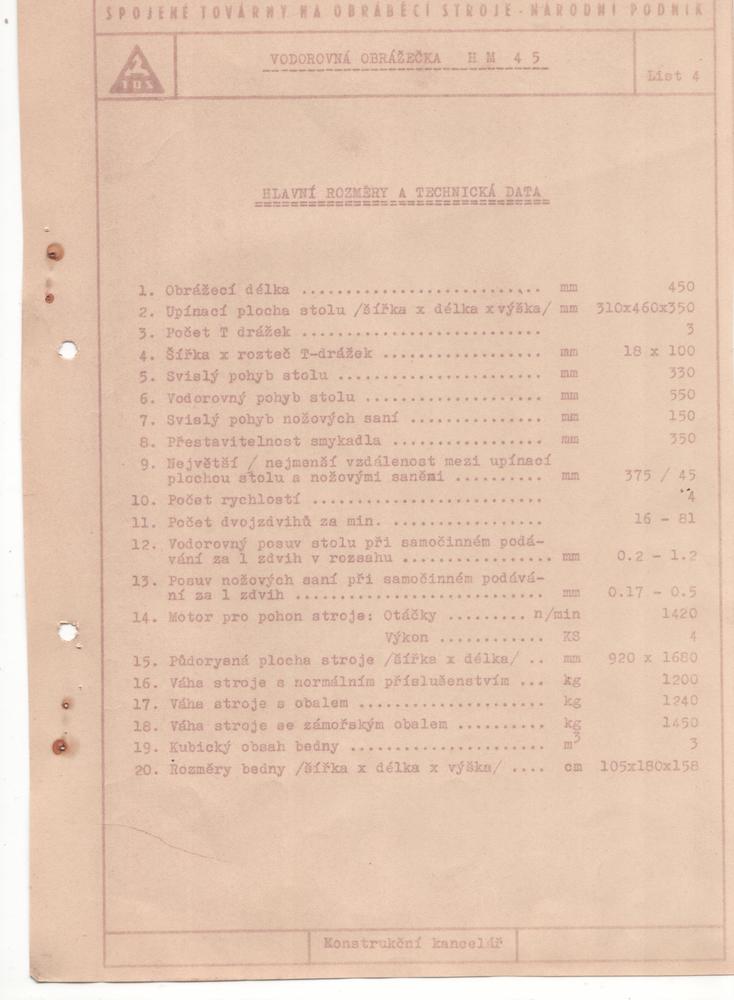 SPOJENÉ TOVÁRNY NA OBRÁBĚCÍ STROJE - NÁRODNÍ PODNIK
2
TOS
VODOROVNÁ OBRÁŽEČKA H M 4 5
List 4
HLAVNÍ ROZMĚRY A TECHNICKÁ DATA
1. Obrážecí délka ........................... mm 450
2. Upínací plocha stolu /šířka x délka x výška/ mm 310x460x350
3. Počet T drážek ........................... 3
4. Šířka x rozteč T-drážek .................. mm 18 x 100
5. Svislý pohyb stolu ....................... mm 330
6. Vodorovný pohyb stolu .................... mm 550
7. Svislý pohyb nožových saní ............... mm 150
8. Přestavitelnost smykadla ................. mm 350
9. Největší / nejmenší vzdálenost mezi upínací
plochou stolu a nožovými saněmi .......... mm 375 / 45
10. Počet rychlostí .......................... 4
11. Počet dvojzdvihů za min. ................. 16 - 81
12. Vodorovný posuv stolu při samočinném podá-
vání za 1 zdvih v rozsahu ................. mm 0.2 - 1.2
13. Posuv nožových saní při samočinném podává-
ní za 1 zdvih ............................ mm 0.17 - 0.5
14. Motor pro pohon stroje: Otáčky ......... n/min 1420
Výkon ............ KS 4
15. Půdorysná plocha stroje /šířka x délka/ .. mm 920 x 1680
16. Váha stroje s normálním příslušenstvím ... kg 1200
17. Váha stroje s obalem ..................... kg 1240
18. Váha stroje se zámořským obalem .......... kg 1450
19. Kubický obsah bedny ...................... m³ 3
20. Rozměry bedny /šířka x délka x výška/ .... cm 105x180x158
Konstrukční kancelář